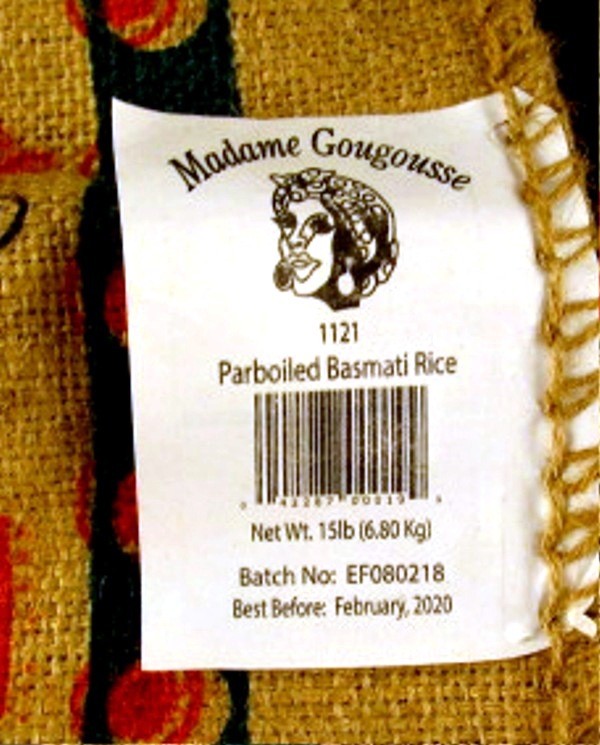 Madame Gougousse
1121
Parboiled Basmati Rice
Net Wt. 15lb (6.80 Kg)
Batch No: EF080218
Best Before: February, 2020